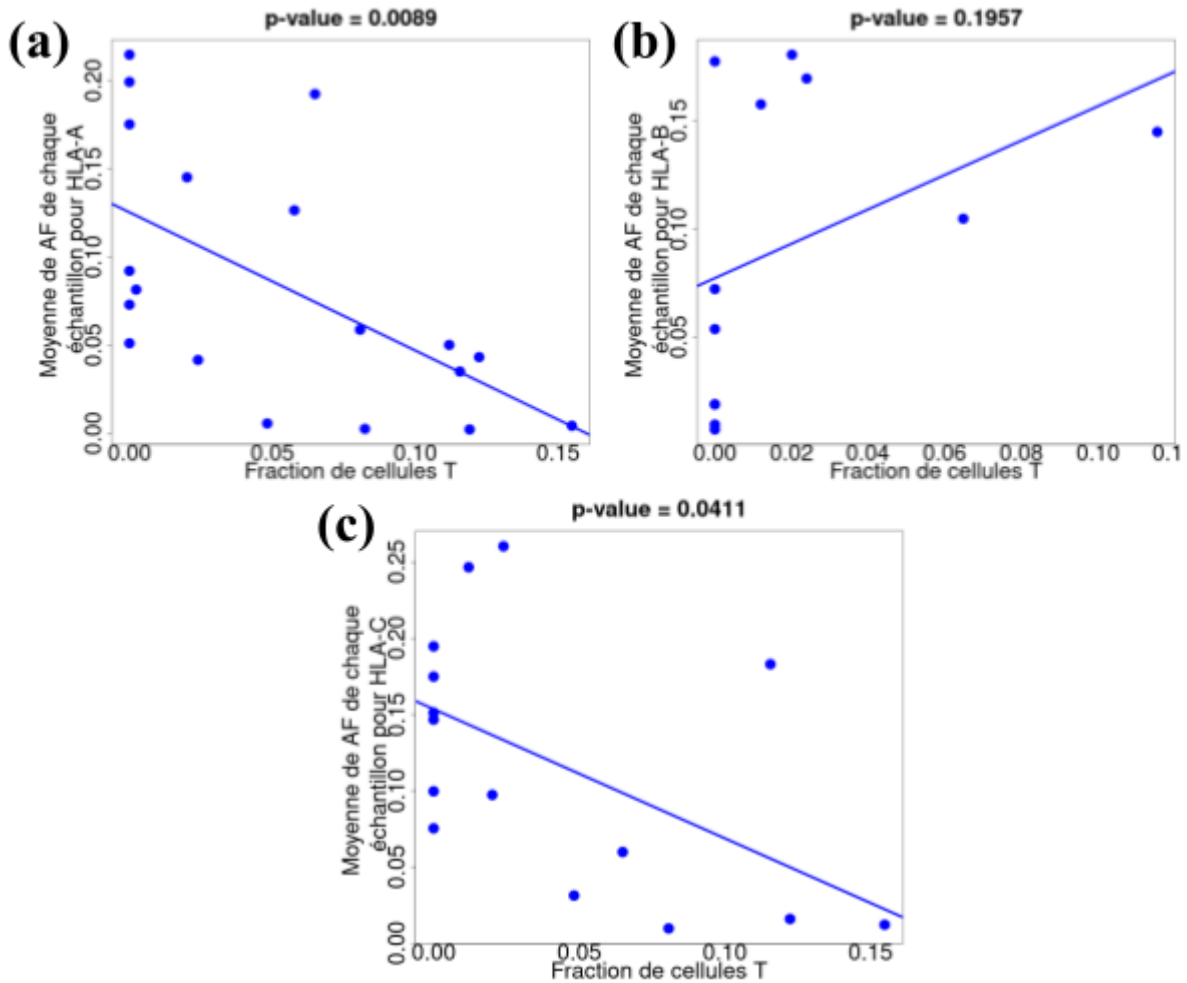 (a)
p-value = 0.0089
Moyenne de AF de chaque
échantillon pour HLA-A
0.00 0.05 0.10 0.15 0.20
0.00 0.05 0.10 0.15
Fraction de cellules T
(b)
p-value = 0.1957
Moyenne de AF de chaque
échantillon pour HLA-B
0.05 0.10 0.15
0.00 0.02 0.04 0.06 0.08 0.10 0.1
Fraction de cellules T
(c)
p-value = 0.0411
Moyenne de AF de chaque
échantillon pour HLA-C
0.00 0.05 0.10 0.15 0.20 0.25
0.00 0.05 0.10 0.15
Fraction de cellules T